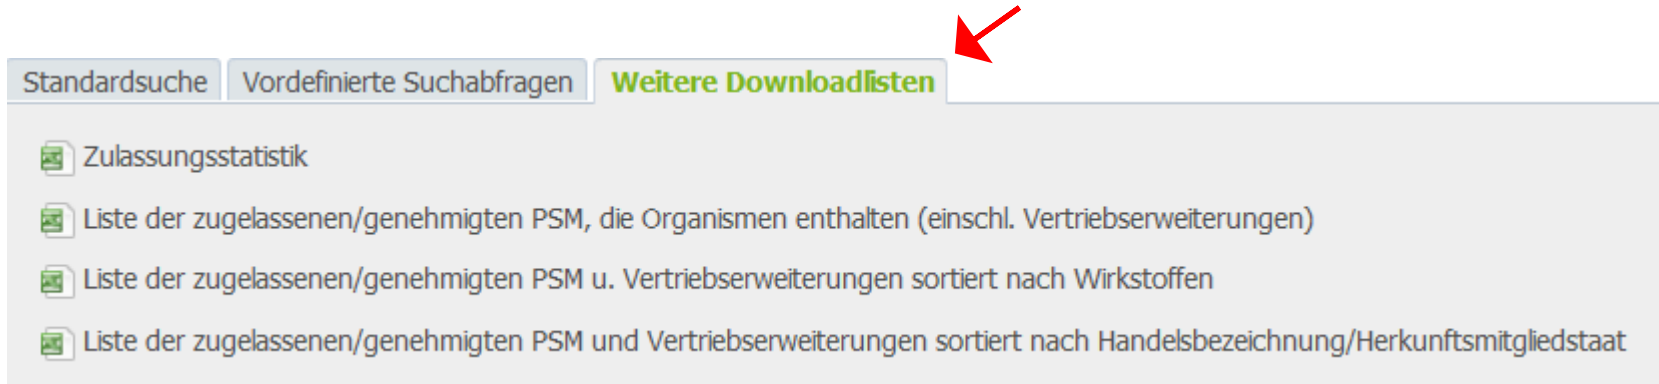 Standardsuche Vordefinierte Suchabfragen Weitere Downloadlisten
Zulassungsstatistik
Liste der zugelassenen/genehmigten PSM, die Organismen enthalten (einschl. Vertriebserweiterungen)
Liste der zugelassenen/genehmigten PSM u. Vertriebserweiterungen sortiert nach Wirkstoffen
Liste der zugelassenen/genehmigten PSM und Vertriebserweiterungen sortiert nach Handelsbezeichnung/Herkunftsmitgliedstaat